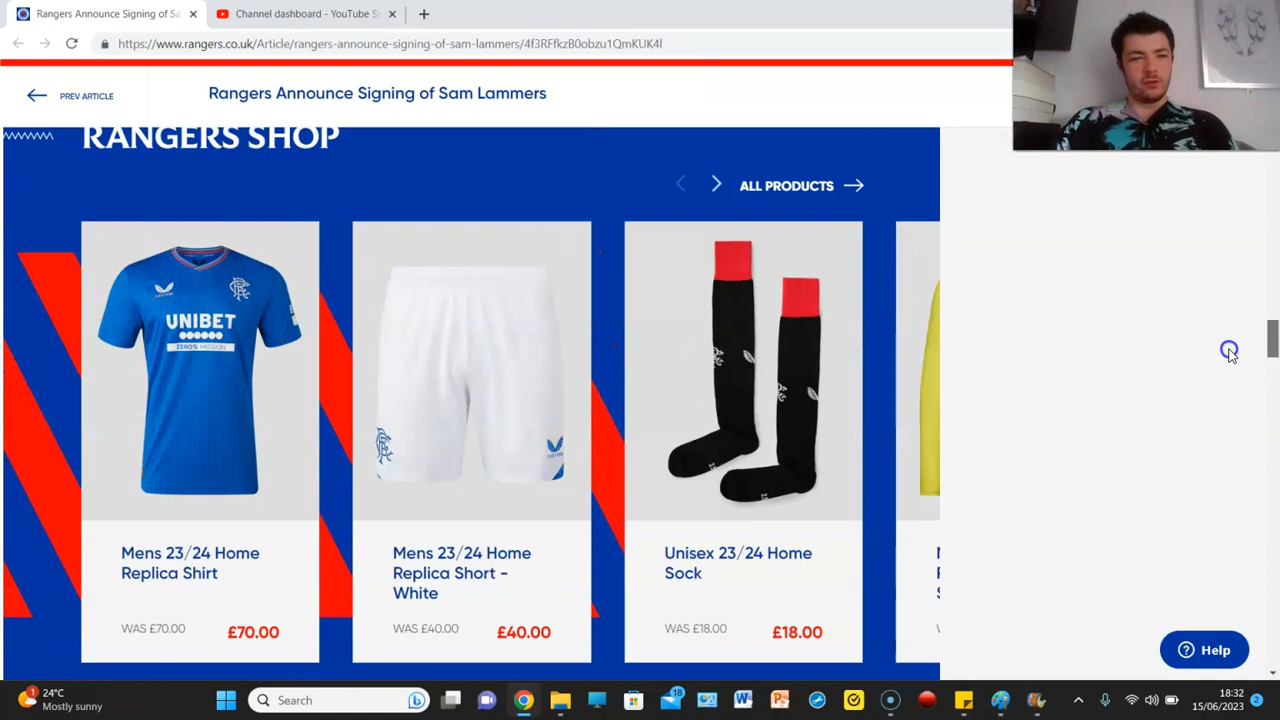 Rangers Announce Signing of Sa
Channel dashboard - YouTube S
https://www.rangers.co.uk/Article/rangers-announce-signing-of-sam-lammers/4f3RFfkzB0obzu1QmKUK4l
PREV ARTICLE
Rangers Announce Signing of Sam Lammers
RANGERS SHOP
ALL PRODUCTS
UNIBET
ZERO% MISSION
Mens 23/24 Home
Replica Shirt
WAS £70.00 £70.00
Mens 23/24 Home
Replica Short -
White
WAS £40.00 £40.00
Unisex 23/24 Home
Sock
WAS £18.00 £18.00
Help
1
24°C
Mostly sunny
Search
18
18:32
15/06/2023
2